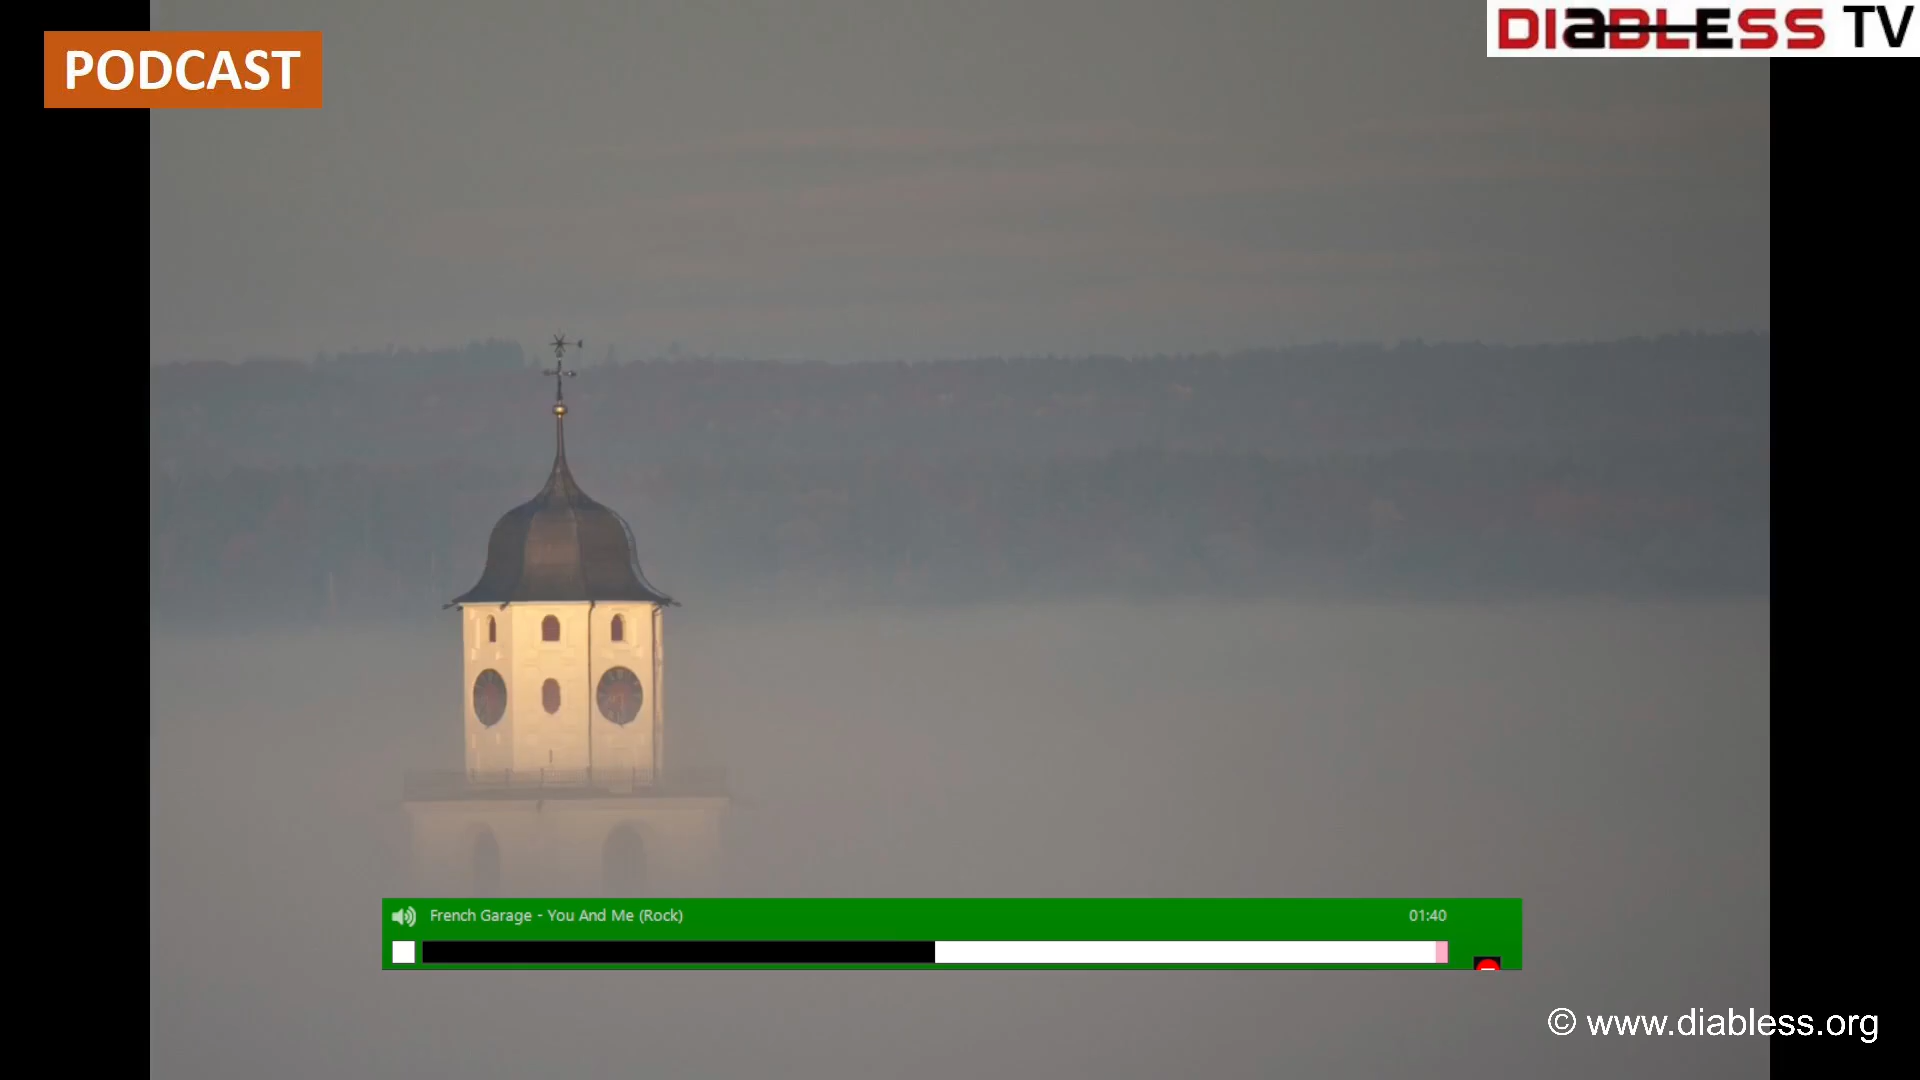 PODCAST
DIaBLESS TV
French Garage - You And Me (Rock)
01:40
© www.diabless.org